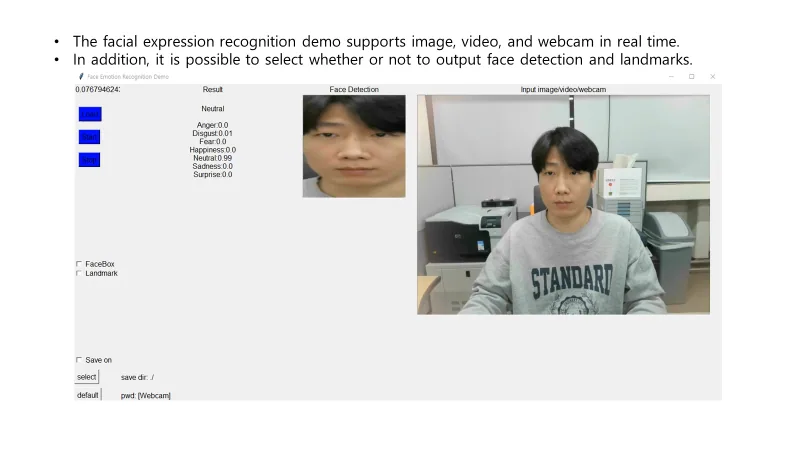 • The facial expression recognition demo supports image, video, and webcam in real time.
• In addition, it is possible to select whether or not to output face detection and landmarks.
Face Emotion Recognition Demo
0.076794624
Result
Face Detection
Input image/video/webcam
Neutral
Anger:0.0
Disgust:0.01
Fear:0.0
Happiness:0.0
Neutral:0.99
Sadness:0.0
Surprise:0.0
FaceBox
Landmark
STANDARD
Save on
select
save dir: ./
default
pwd: [Webcam]